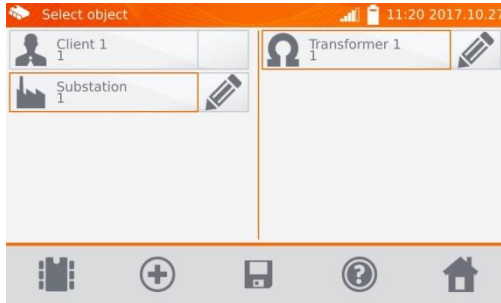 Select object
11:20 2017.10.27
Client 1
1
Substation
1
Transformer 1
1